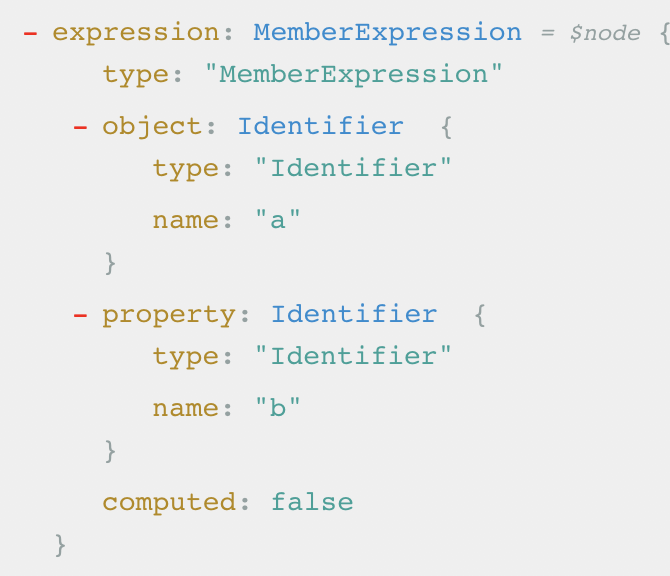 - expression: MemberExpression = $node {
type: "MemberExpression"
- object: Identifier {
type: "Identifier"
name: "a"
}
- property: Identifier {
type: "Identifier"
name: "b"
}
computed: false
}